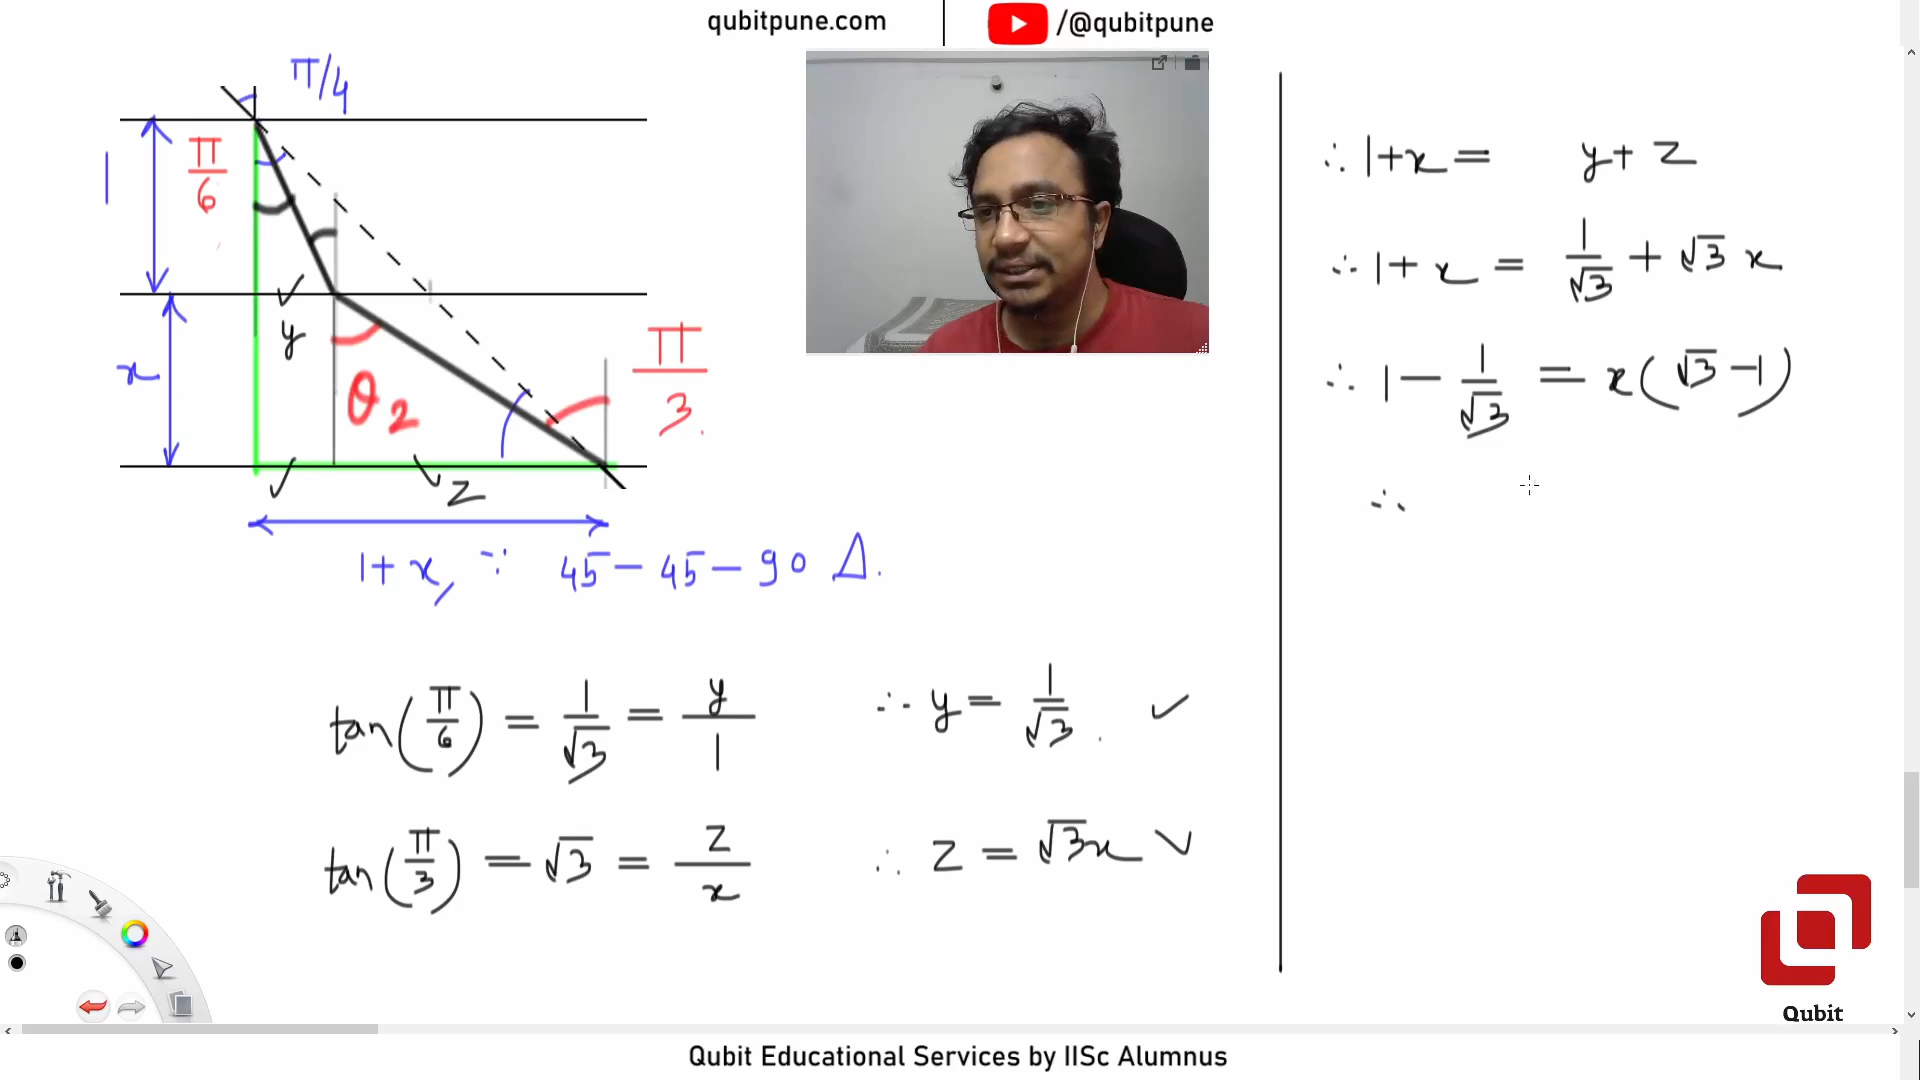 qubitpune.com
/@qubitpune
π/4
1
π/6
x
y
θ2
π/3
z
1+x, ∵ 45-45-90 Δ.
tan(π/6) = 1/√3 = y/1 ∴ y = 1/√3 . ✓
tan(π/3) = √3 = z/x ∴ z = √3x ✓
∴ 1+x = y+z
∴ 1+x = 1/√3 + √3 x
∴ 1 - 1/√3 = x(√3-1)
∴
Qubit
Qubit Educational Services by IISc Alumnus